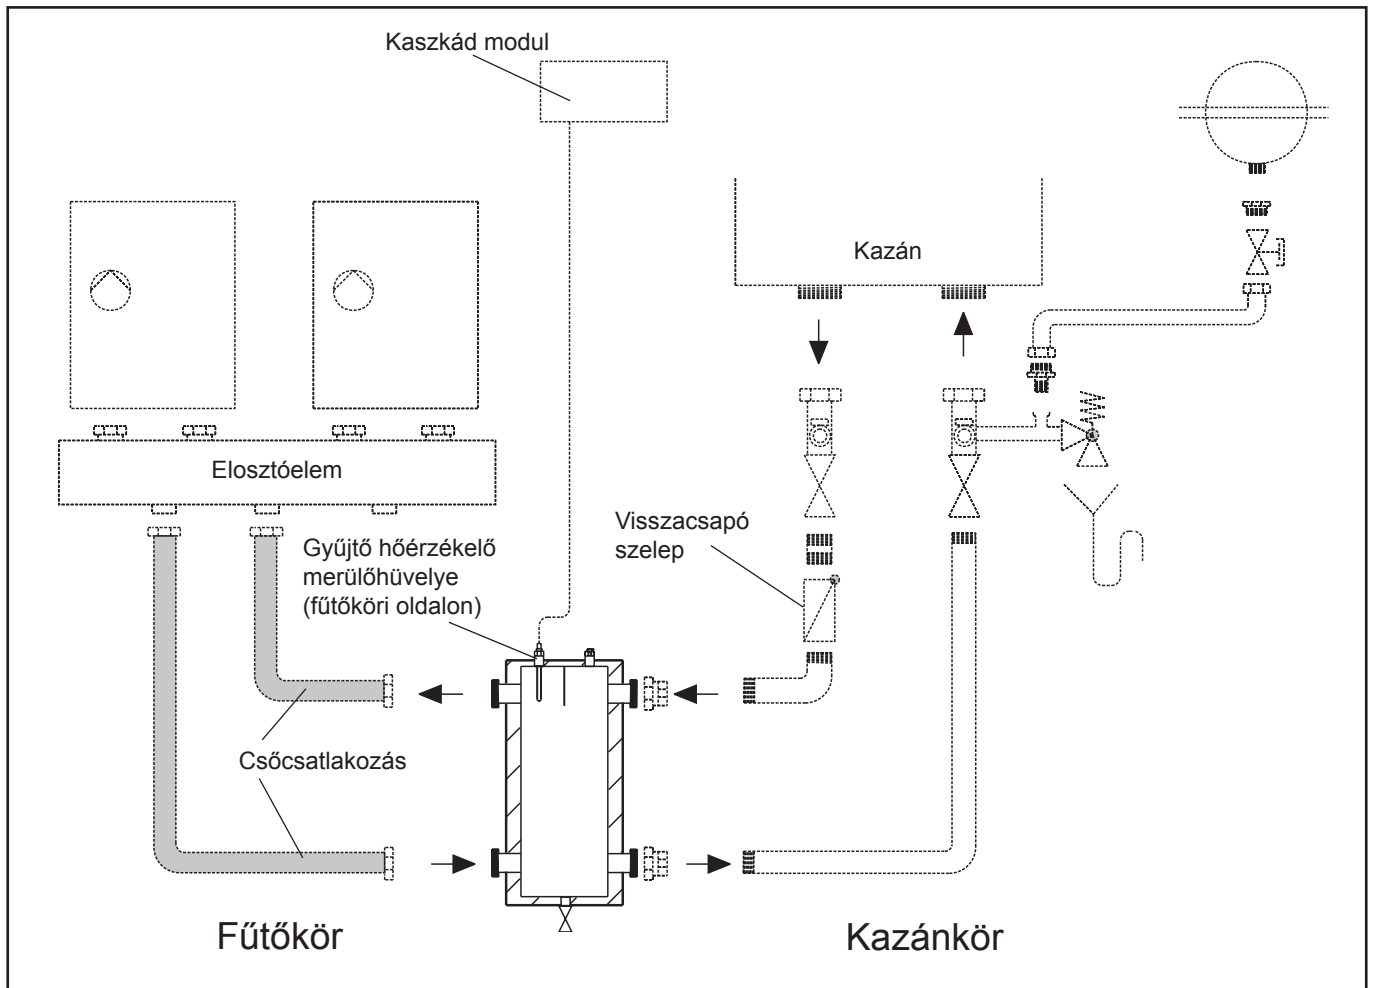 Kaszkád modul
Kazán
Elosztóelem
Visszacsapó
szelep
Gyűjtő hőérzékelő
merülőhüvelye
(fűtőköri oldalon)
Csőcsatlakozás
Fűtőkör
Kazánkör